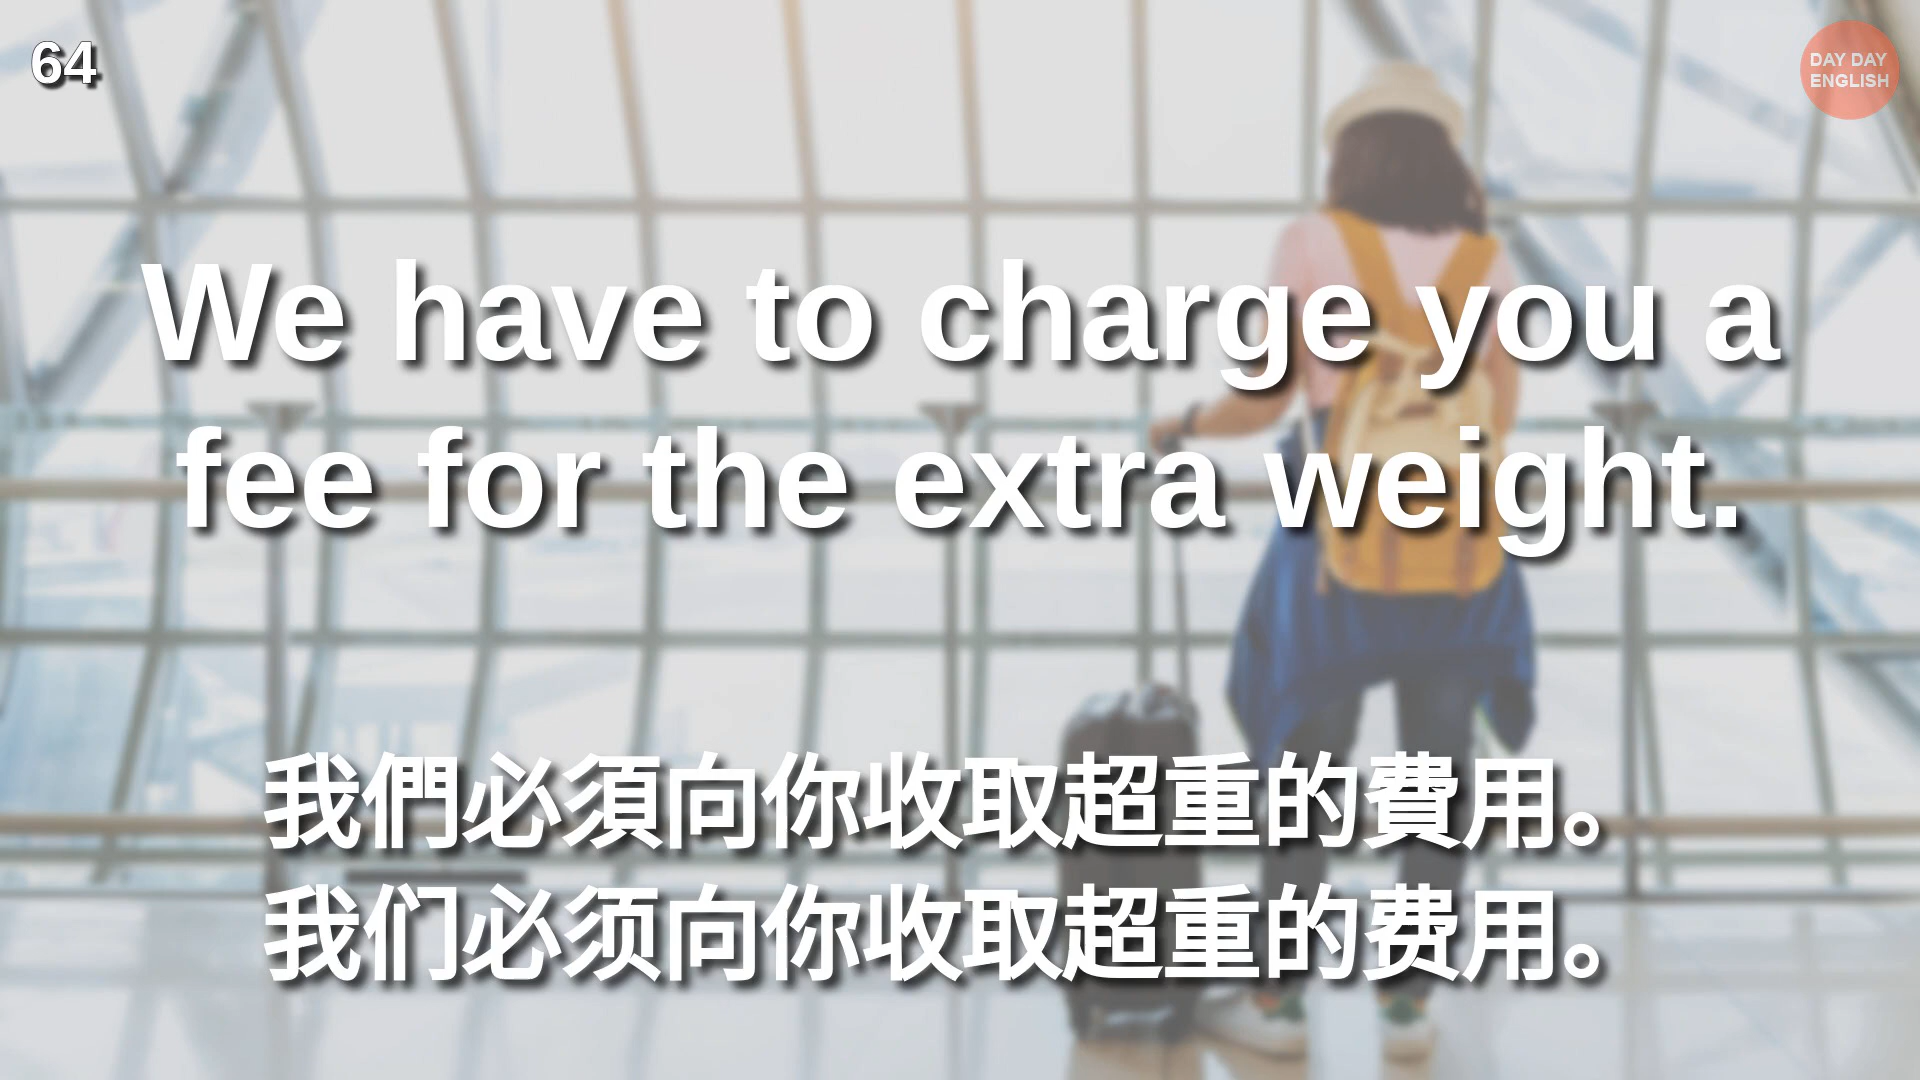 64
DAY DAY
ENGLISH
We have to charge you a
fee for the extra weight.
我們必須向你收取超重的費用。
我们必须向你收取超重的费用。